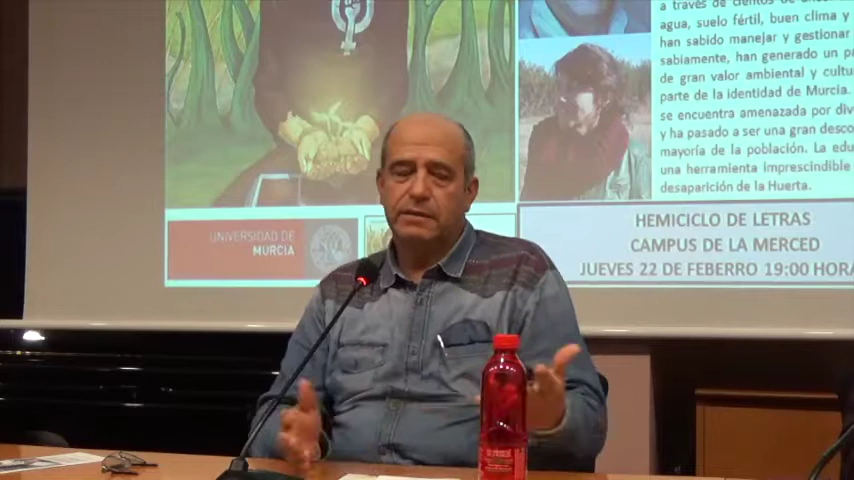 a través de cientos de
agua, suelo fértil, buen clima y
han sabido manejar y gestionar
sabiamente, han generado un p
de gran valor ambiental y cultu
parte de la identidad de Murcia.
se encuentra amenazada por div
y ha pasado a ser una gran descon
mayoría de la población. La edu
una herramienta imprescindible
desaparición de la Huerta.
UNIVERSIDAD DE
MURCIA
HEMICICLO DE LETRAS
CAMPUS DE LA MERCED
JUEVES 22 DE FEBRERO 19:00 HORA